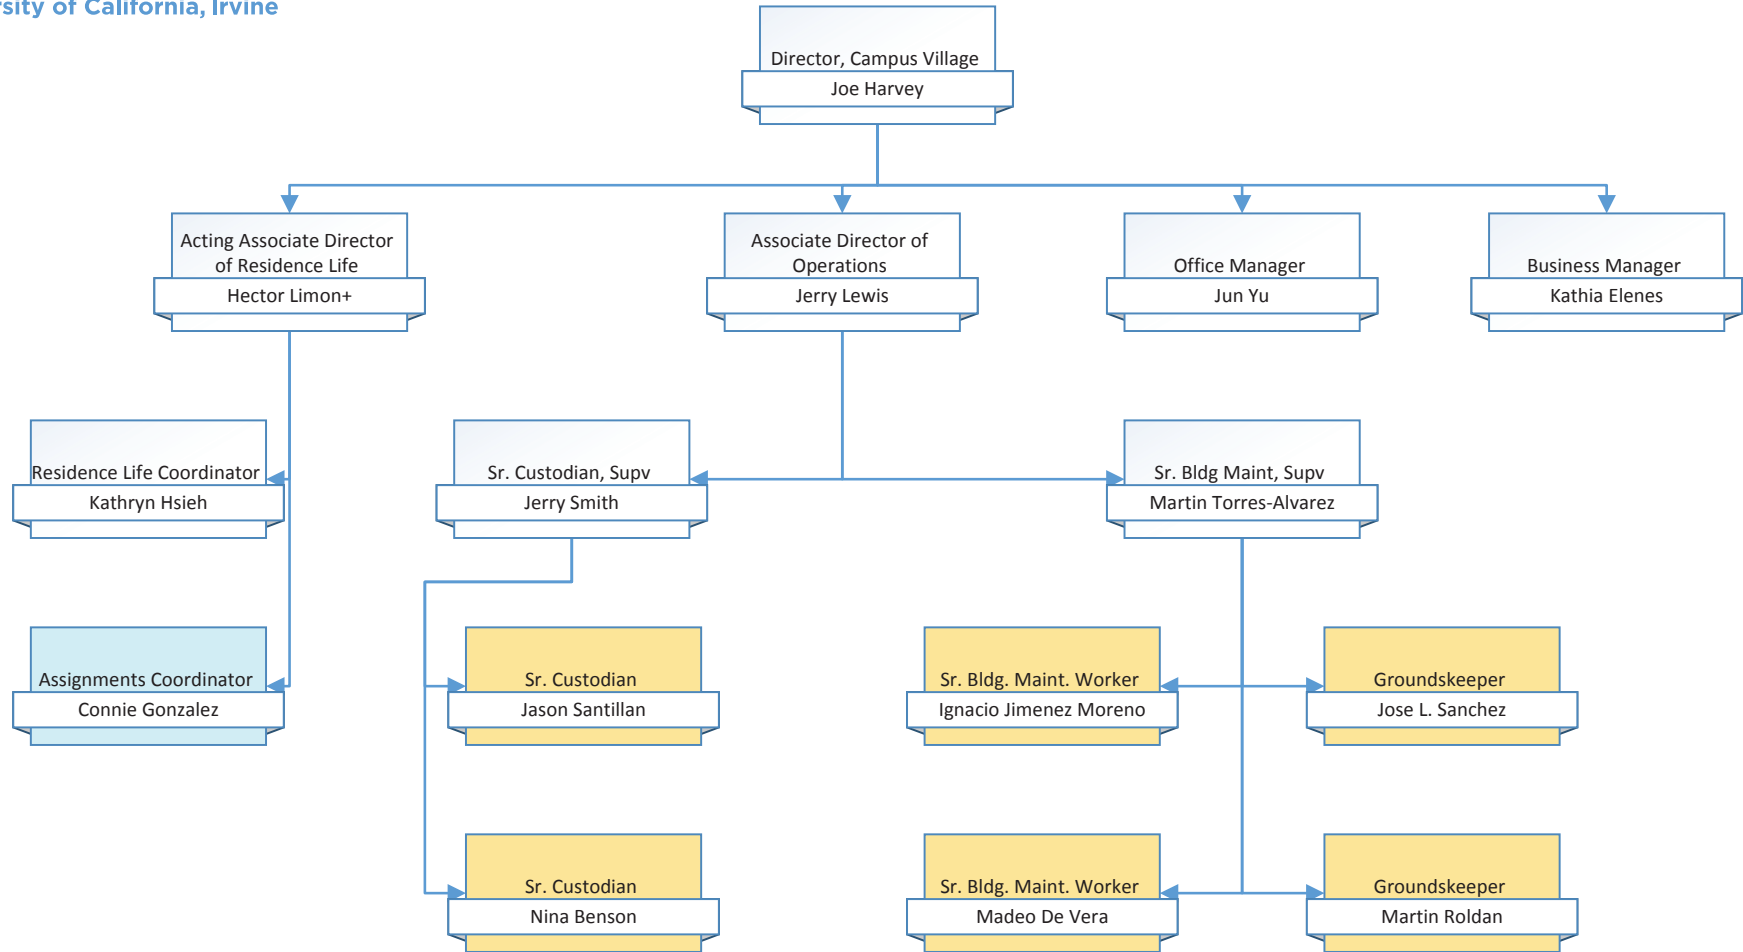 of California, Irvine
Director, Campus Village
Joe Harvey
Acting Associate Director
of Residence Life
Hector Limon+
Associate Director of
Operations
Jerry Lewis
Office Manager
Jun Yu
Business Manager
Kathia Elenes
Residence Life Coordinator
Kathryn Hsieh
Sr. Custodian, Supv
Jerry Smith
Sr. Bldg Maint, Supv
Martin Torres-Alvarez
Assignments Coordinator
Connie Gonzalez
Sr. Custodian
Jason Santillan
Sr. Bldg. Maint. Worker
Ignacio Jimenez Moreno
Groundskeeper
Jose L. Sanchez
Sr. Custodian
Nina Benson
Sr. Bldg. Maint. Worker
Madeo De Vera
Groundskeeper
Martin Roldan